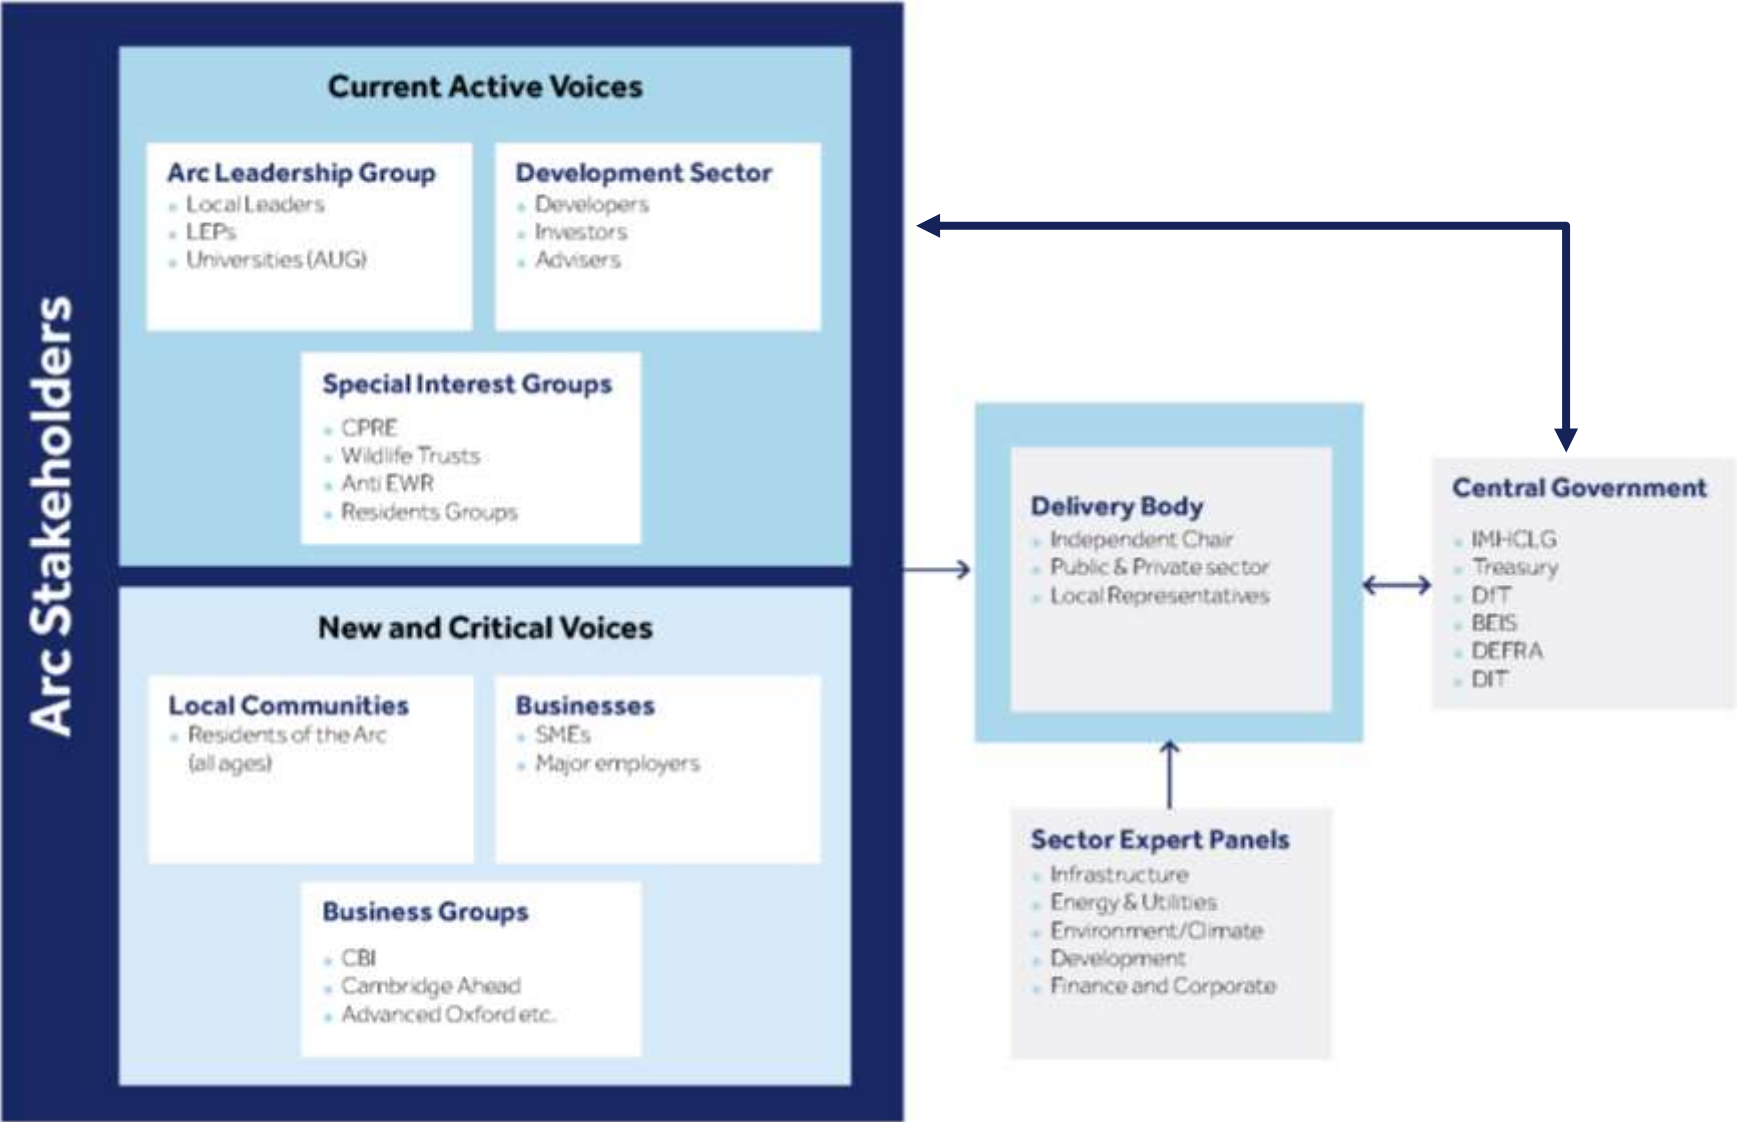 Arc Stakeholders
Current Active Voices
Arc Leadership Group
Local Leaders
LEPs
Universities (AUG)
Development Sector
Developers
Investors
Advisers
Special Interest Groups
CPRE
Wildlife Trusts
Anti EWR
Residents Groups
New and Critical Voices
Local Communities
Residents of the Arc
(all ages)
Businesses
SMEs
Major employers
Business Groups
CBI
Cambridge Ahead
Advanced Oxford etc.
Delivery Body
Independent Chair
Public & Private sector
Local Representatives
Central Government
IMHCLG
Treasury
DfT
BEIS
DEFRA
DIT
Sector Expert Panels
Infrastructure
Energy & Utilities
Environment/Climate
Development
Finance and Corporate